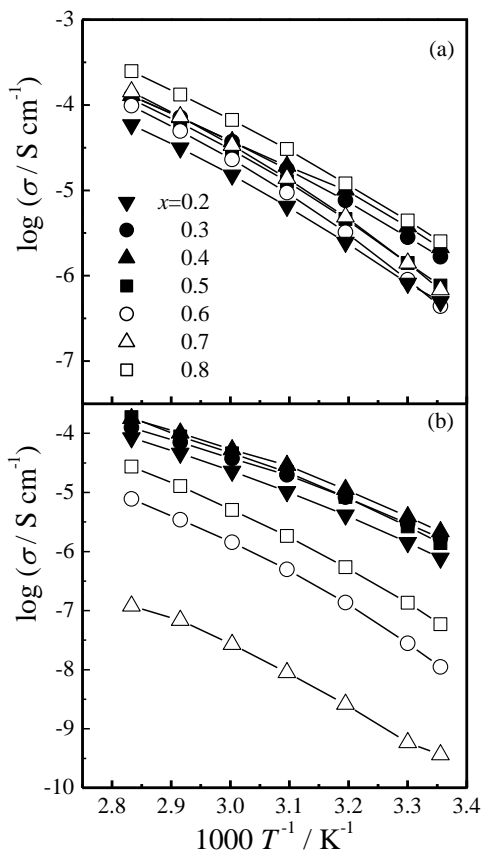 -3
(a)
-4
-5
-6
-7
log (σ / S cm⁻¹)
x=0.2
0.3
0.4
0.5
0.6
0.7
0.8
(b)
-4
-5
-6
-7
-8
-9
-10
log (σ / S cm⁻¹)
2.8 2.9 3.0 3.1 3.2 3.3 3.4
1000 T⁻¹ / K⁻¹